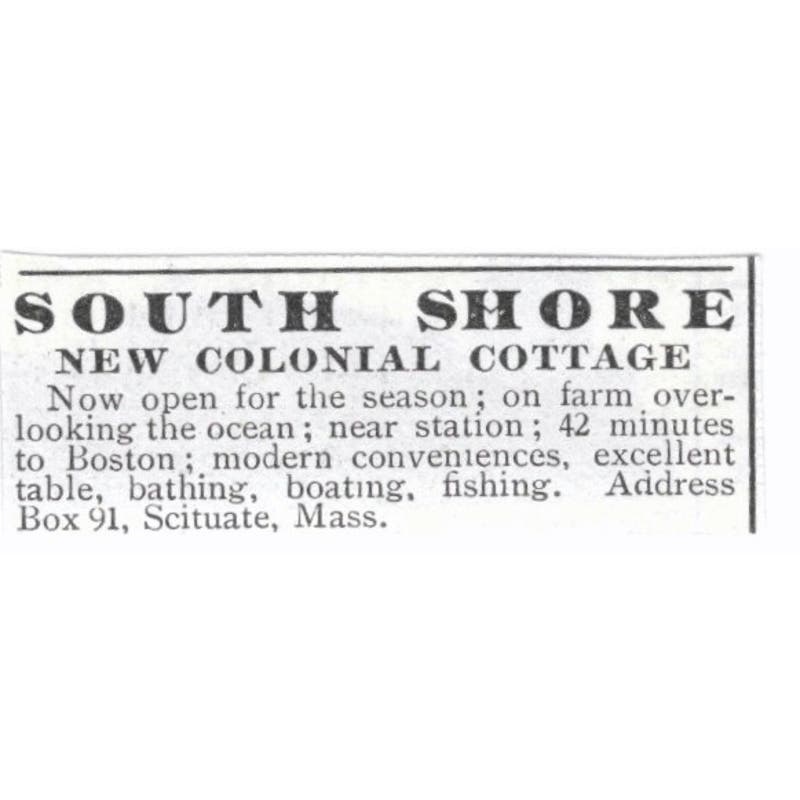 SOUTH SHORE
NEW COLONIAL COTTAGE
Now open for the season; on farm over-
looking the ocean; near station; 42 minutes
to Boston; modern conveniences, excellent
table, bathing, boating, fishing. Address
Box 91, Scituate, Mass.